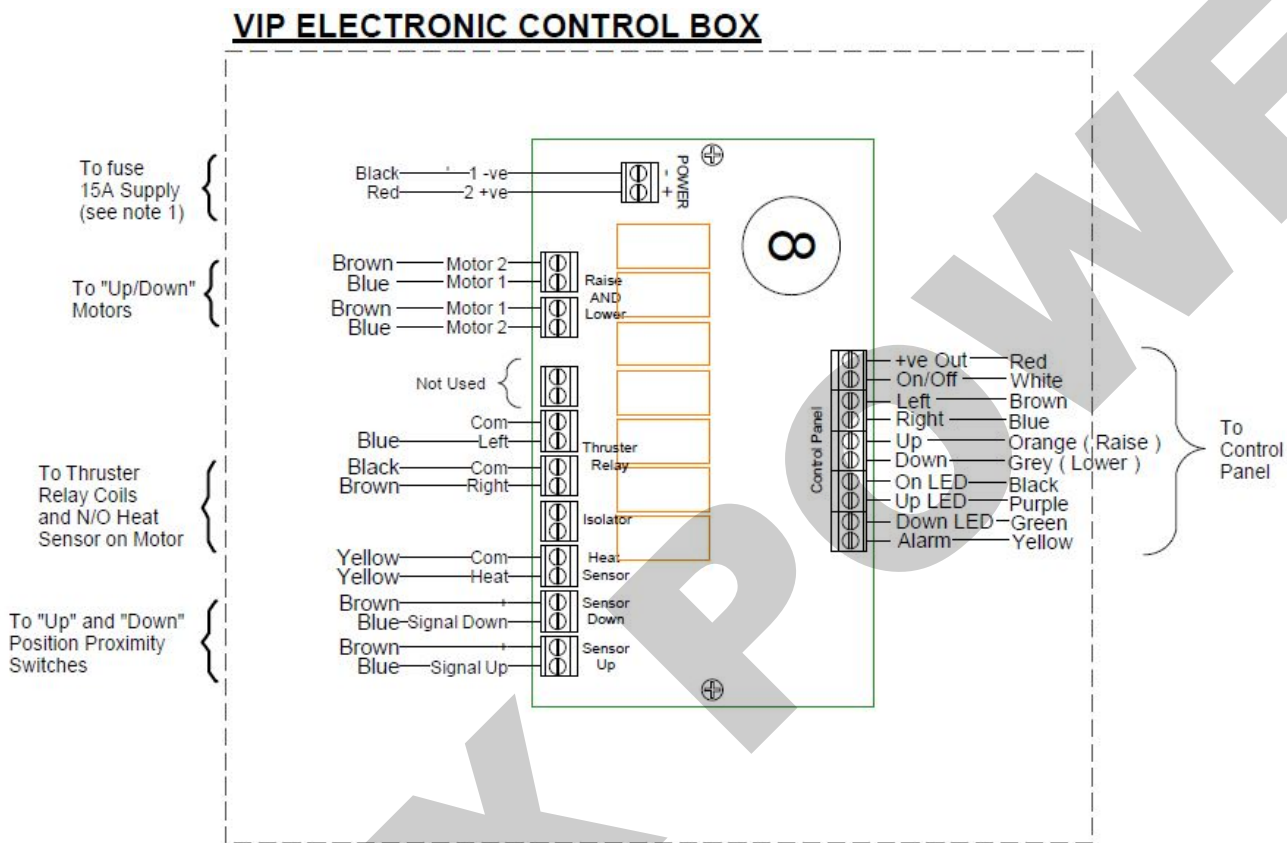 VIP ELECTRONIC CONTROL BOX
To fuse
15A Supply
(see note 1)
Black 1 -ve
Red 2 +ve
- +
POWER
8
To "Up/Down"
Motors
Brown Motor 2
Blue Motor 1
Brown Motor 1
Blue Motor 2
Raise
AND
Lower
Not Used
Com
Blue Left
Black Com
Brown Right
Thruster
Relay
Isolator
To Thruster
Relay Coils
and N/O Heat
Sensor on Motor
Yellow Com
Yellow Heat
Heat
Sensor
To "Up" and "Down"
Position Proximity
Switches
Brown +
Blue Signal Down
Sensor
Down
Brown +
Blue Signal Up
Sensor
Up
Control Panel
+ve Out Red
On/Off White
Left Brown
Right Blue
Up Orange ( Raise )
Down Grey ( Lower )
On LED Black
Up LED Purple
Down LED Green
Alarm Yellow
To
Control
Panel
X POWE